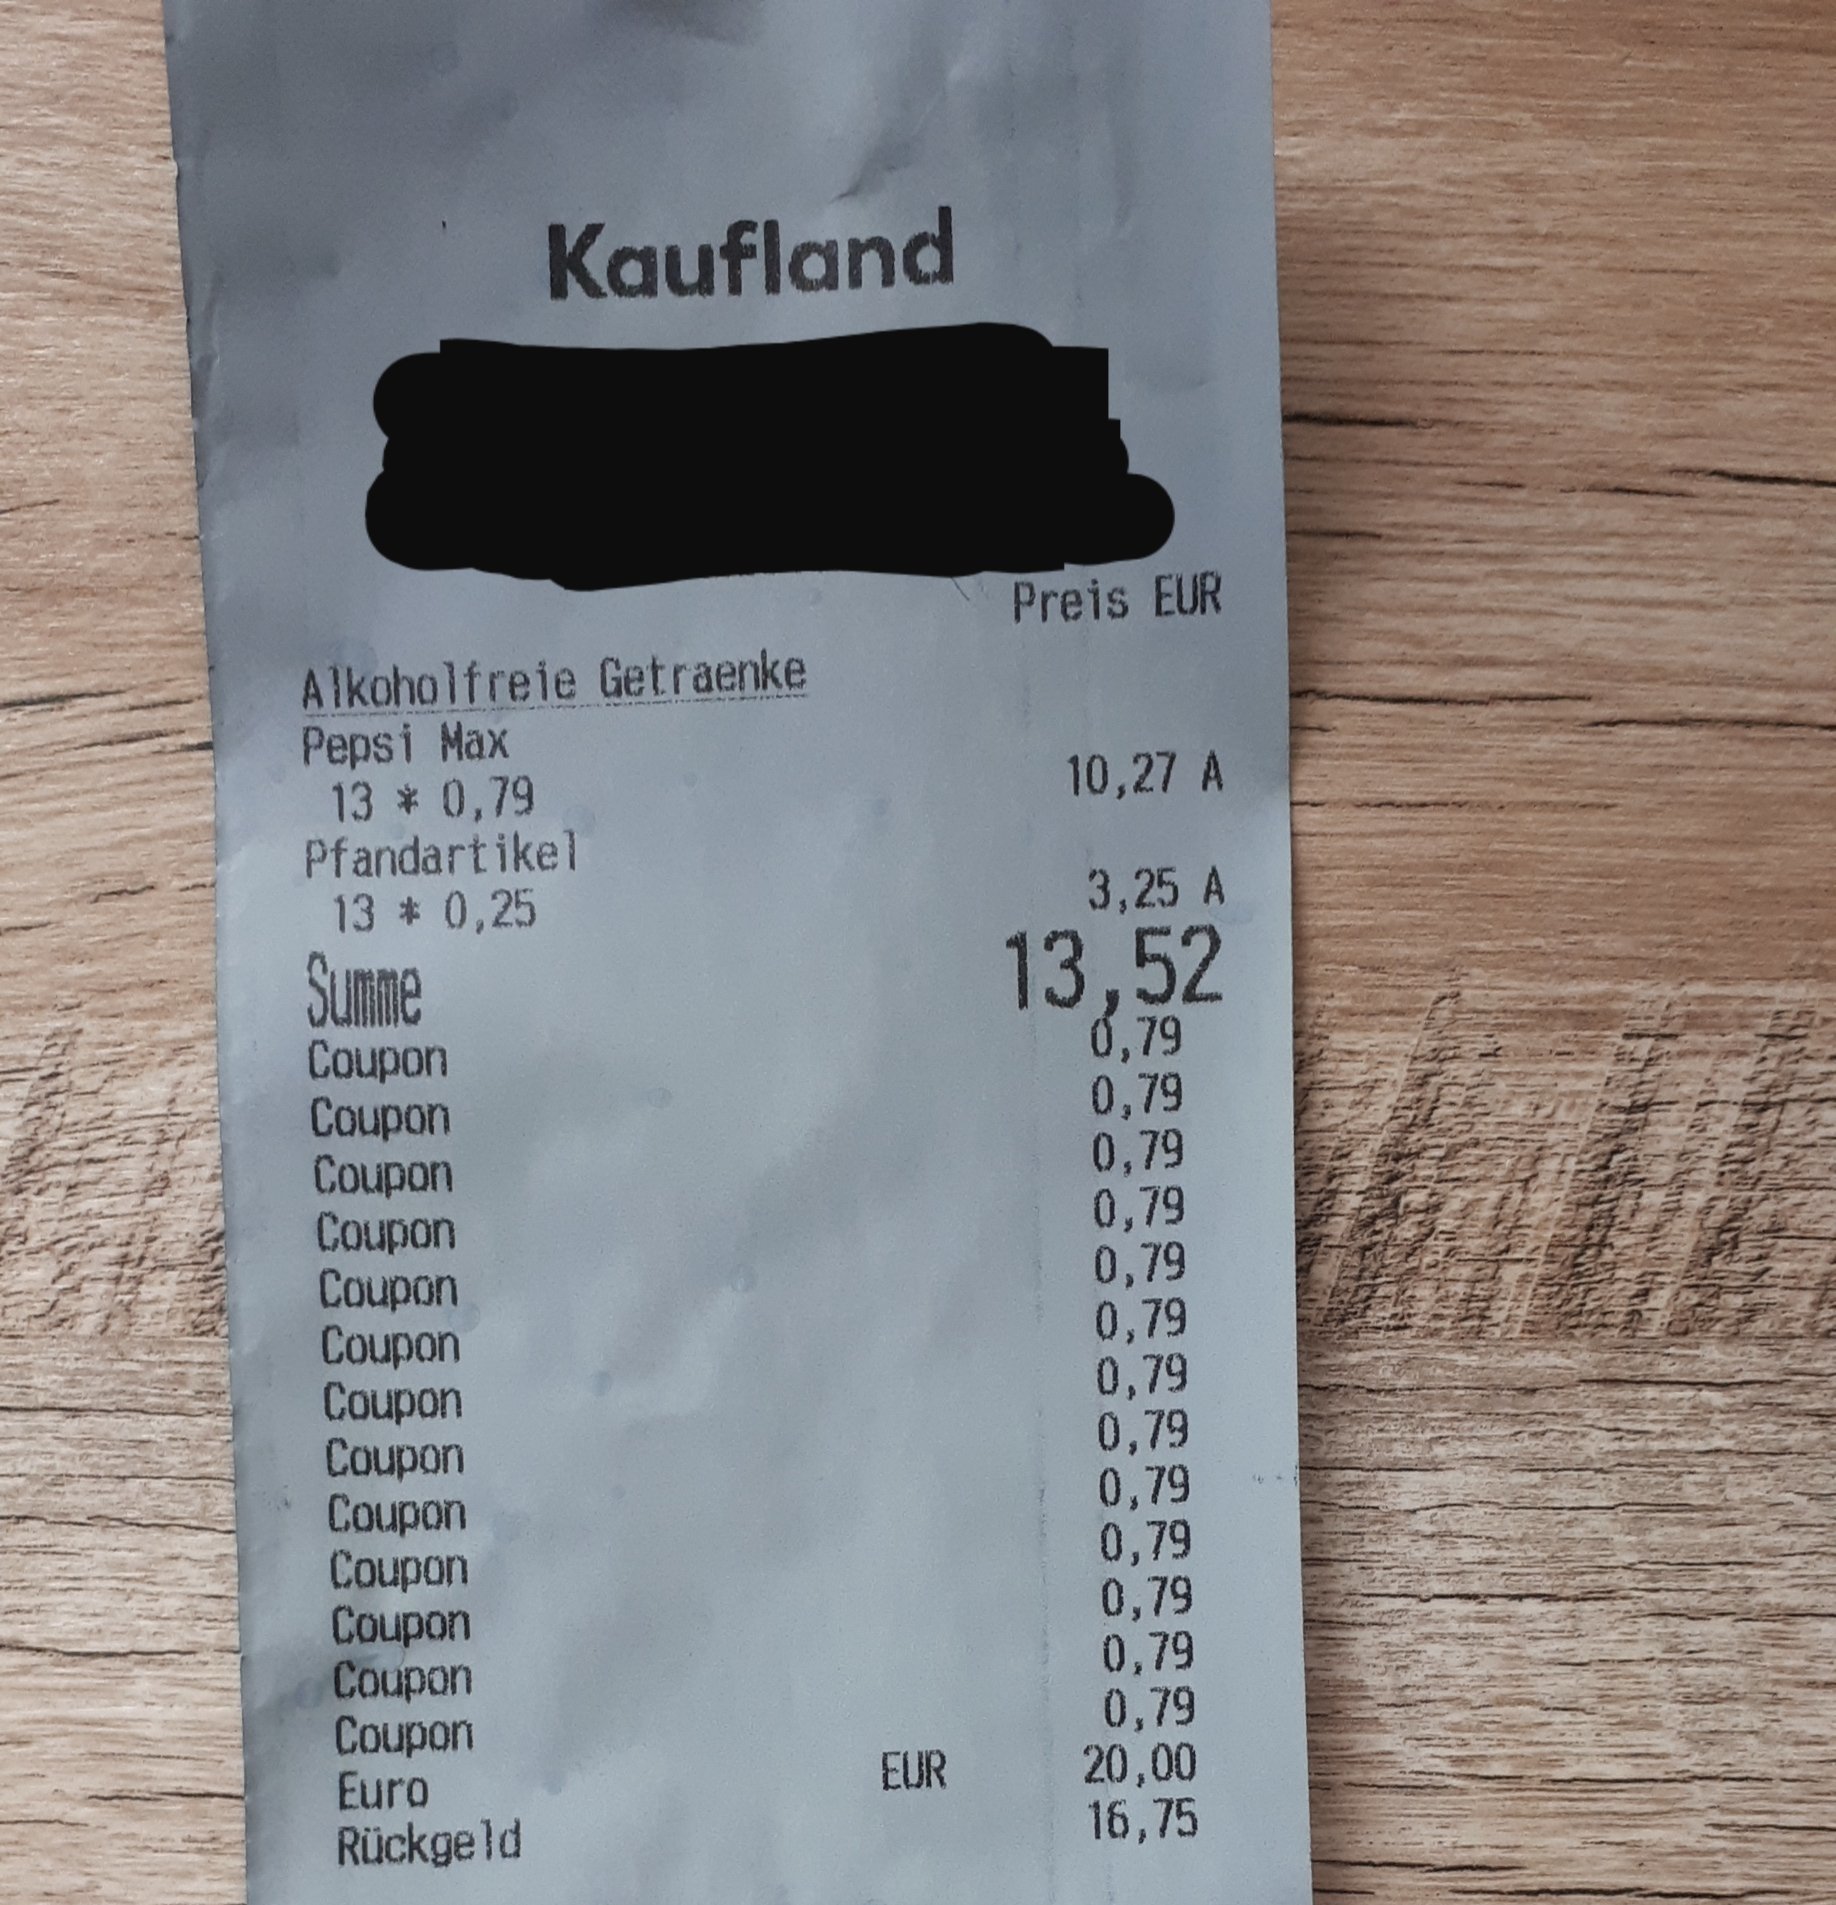 Kaufland
Preis EUR
Alkoholfreie Getraenke
Pepsi Max
13 * 0,79 10,27 A
Pfandartikel
13 * 0,25 3,25 A
Summe 13,52
Coupon 0,79
Coupon 0,79
Coupon 0,79
Coupon 0,79
Coupon 0,79
Coupon 0,79
Coupon 0,79
Coupon 0,79
Coupon 0,79
Coupon 0,79
Coupon 0,79
Coupon 0,79
Coupon 0,79
Euro EUR 20,00
Rückgeld 16,75